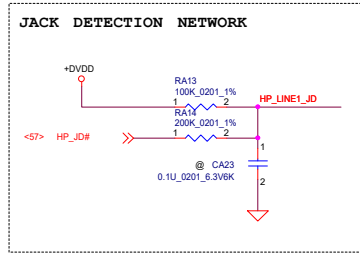 JACK DETECTION NETWORK
+DVDD
RA13
100K_0201_1%
1 2
HP_LINE1_JD
RA14
200K_0201_1%
<57> HP_JD#
1 2
1
@ CA23
0.1U_0201_6.3V6K
2